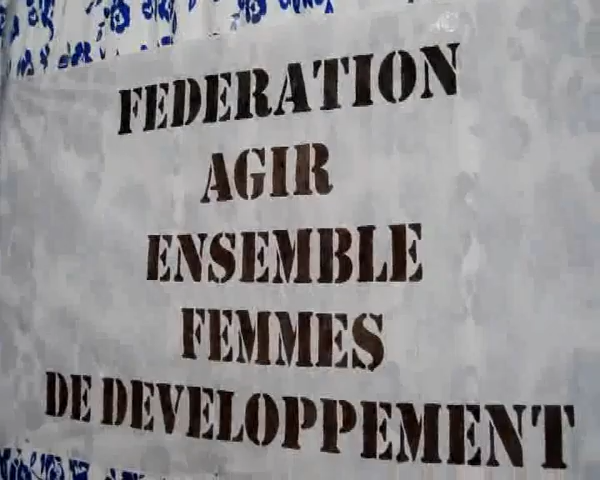 FEDERATION
AGIR
ENSEMBLE
FEMMES
DE DEVELOPPEMENT